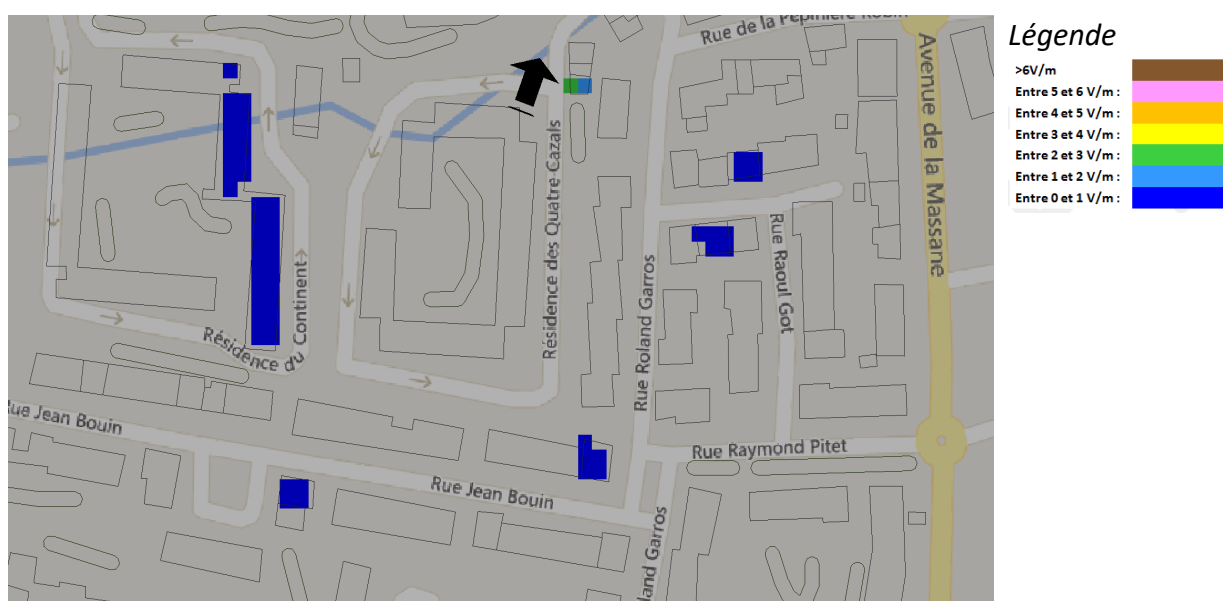 Rue de la Pépinière Robin
Légende
Avenue de la Massane
>6V/m
Entre 5 et 6 V/m :
Entre 4 et 5 V/m :
Entre 3 et 4 V/m :
Entre 2 et 3 V/m :
Entre 1 et 2 V/m :
Entre 0 et 1 V/m :
Résidence des Quatre Cazals
Rue Raoul Got
Résidence du Continent
Rue Roland Garros
Rue Jean Bouin
Rue Raymond Pitet
Rue Jean Bouin
land Garros